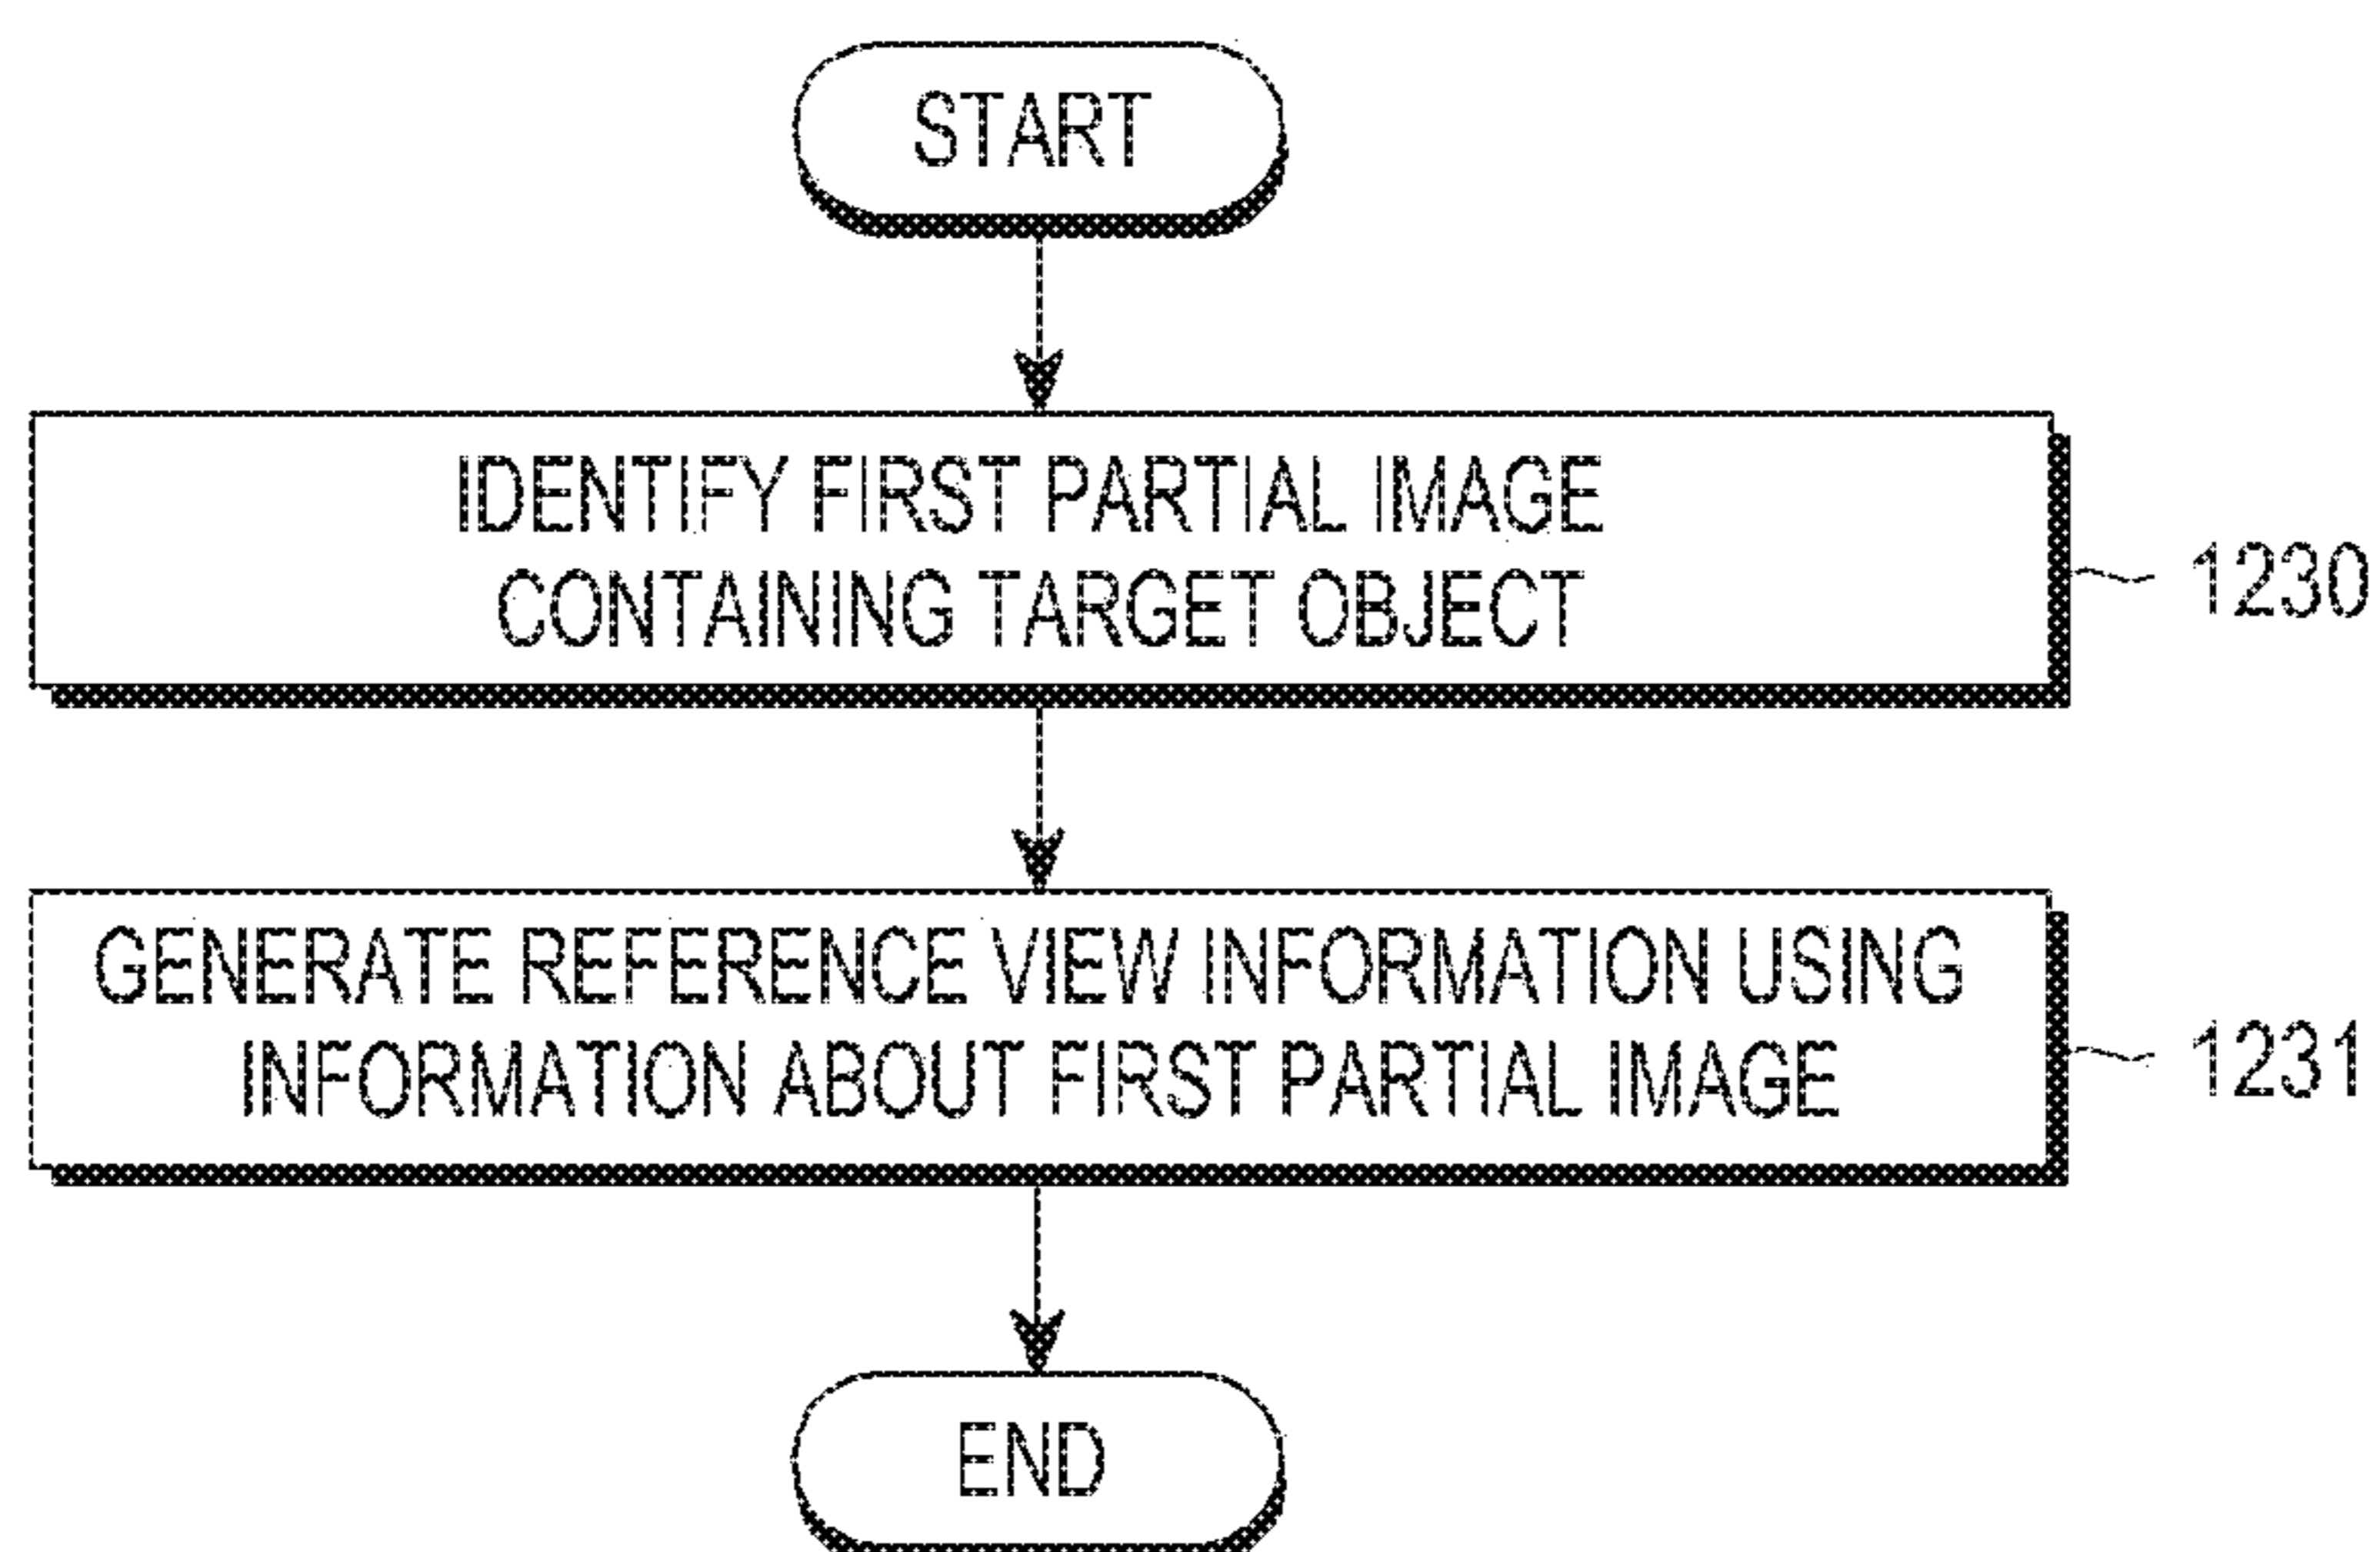 START
IDENTIFY FIRST PARTIAL IMAGE
CONTAINING TARGET OBJECT
1230
GENERATE REFERENCE VIEW INFORMATION USING
INFORMATION ABOUT FIRST PARTIAL IMAGE
1231
END